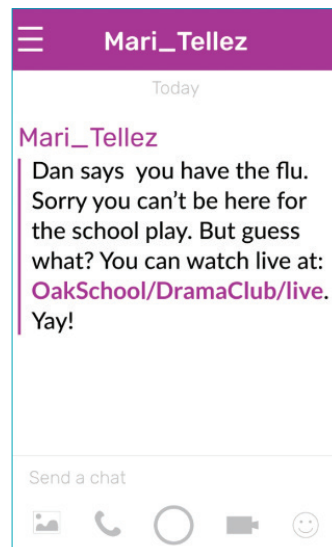 Mari_Tellez
Today
Mari_Tellez
Dan says  you have the flu.
Sorry you can't be here for
the school play. But guess
what? You can watch live at:
OakSchool/DramaClub/live.
Yay!
Send a chat